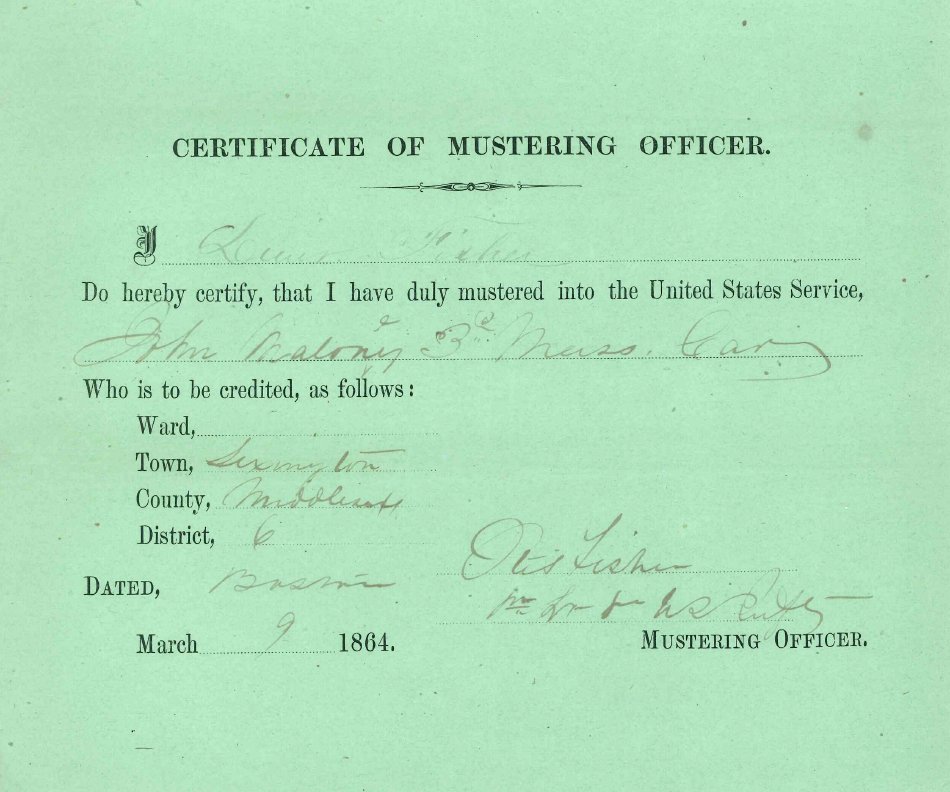 CERTIFICATE OF MUSTERING OFFICER.
I Fisher
Do hereby certify, that I have duly mustered into the United States Service,
John Maloney 3d Mass. Cav
Who is to be credited, as follows:
Ward,
Town, Lexington
County, Middlesex
District, 6
Otis Fisher
DATED, Boston
March 9 1864.
MUSTERING OFFICER.